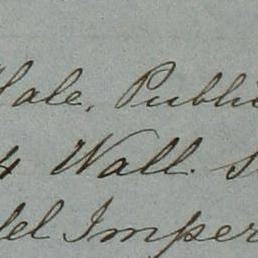 Hale, Public
4 Wall. S
del Imper